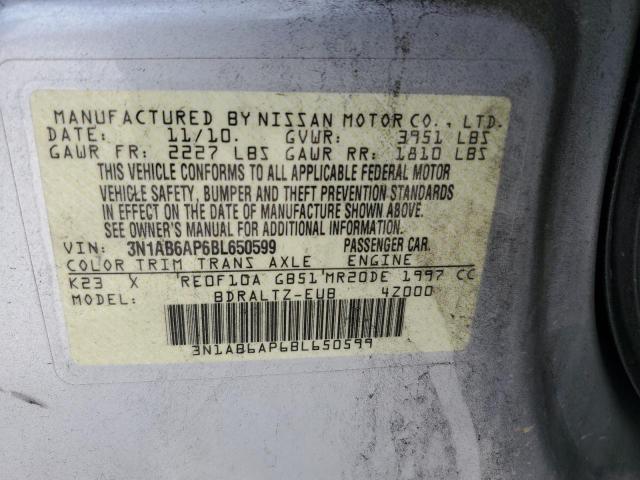 MANUFACTURED BY NISSAN MOTOR CO., LTD.
DATE: 11/10. GVWR: 3951 LBS
GAWR FR: 2227 LBS GAWR RR: 1810 LBS
THIS VEHICLE CONFORMS TO ALL APPLICABLE FEDERAL MOTOR
VEHICLE SAFETY, BUMPER AND THEFT PREVENTION STANDARDS
IN EFFECT ON THE DATE OF MANUFACTURE SHOWN ABOVE.
SEE OWNER'S MANUAL FOR ADDITIONAL INFORMATION.
VIN: 3N1AB6AP6BL650599 PASSENGER CAR.
COLOR TRIM TRANS AXLE ENGINE
K23 X RE0F10A GB51 MR20DE 1997 CC
MODEL: BDRALTZ-EUB 4Z000
3N1AB6AP6BL650599